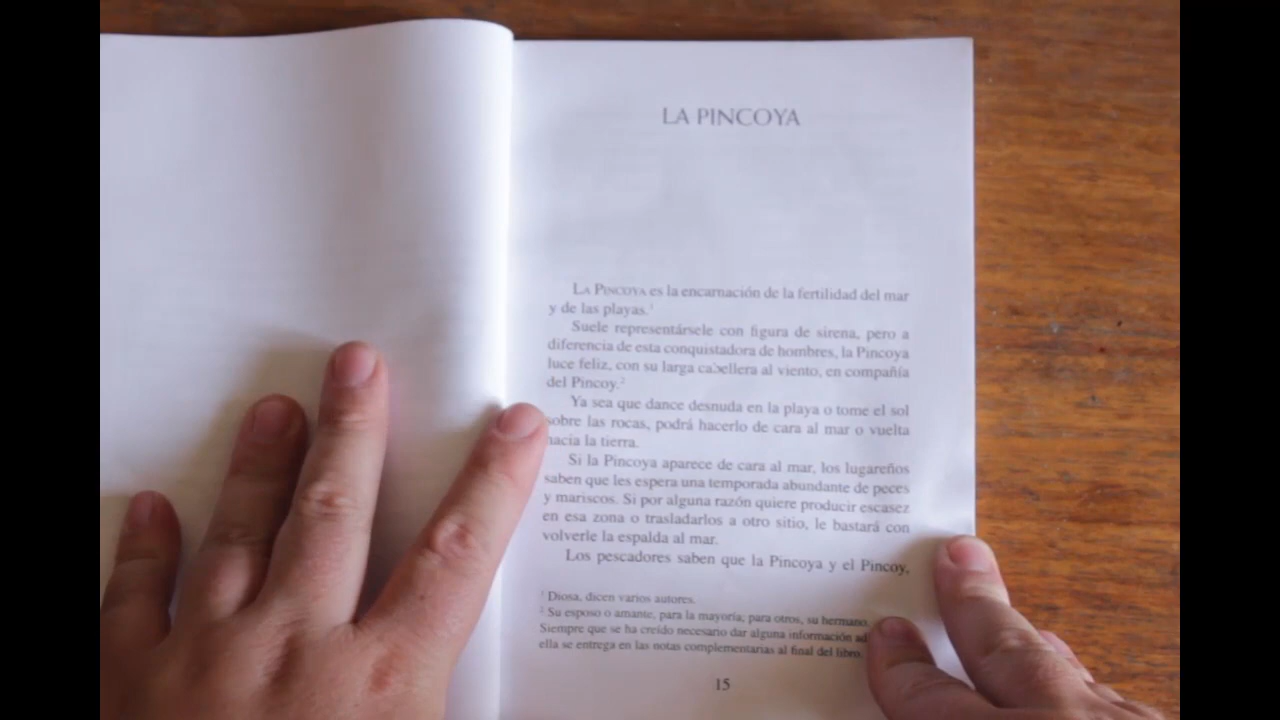 LA PINCOYA
LA PINCOYA es la encarnación de la fertilidad del mar
y de las playas.¹
Suele representársele con figura de sirena, pero a
diferencia de esta conquistadora de hombres, la Pincoya
luce feliz, con su larga cabellera al viento, en compañía
del Pincoy.²
Ya sea que dance desnuda en la playa o tome el sol
sobre las rocas, podrá hacerlo de cara al mar o vuelta
hacia la tierra.
Si la Pincoya aparece de cara al mar, los lugareños
saben que les espera una temporada abundante de peces
y mariscos. Si por alguna razón quiere producir escasez
en esa zona o trasladarlos a otro sitio, le bastará con
volverle la espalda al mar.
Los pescadores saben que la Pincoya y el Pincoy,
¹ Diosa, dicen varios autores.
² Su esposo o amante, para la mayoría; para otros, su hermano.
Siempre que se ha creído necesario dar alguna información ad
ella se entrega en las notas complementarias al final del libro.
15